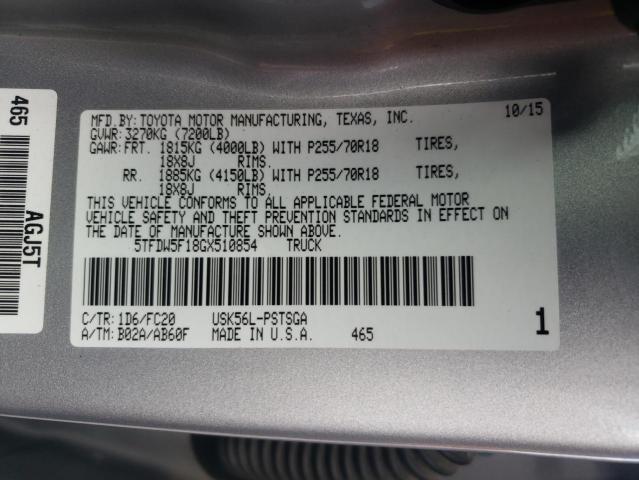 465
AGJ5T
MFD.BY:TOYOTA MOTOR MANUFACTURING, TEXAS, INC. 10/15
GVWR:3270KG (7200LB)
GAWR:FRT. 1815KG (4000LB) WITH P255/70R18 TIRES,
18X8J RIMS.
RR. 1885KG (4150LB) WITH P255/70R18 TIRES,
18X8J RIMS.
THIS VEHICLE CONFORMS TO ALL APPLICABLE FEDERAL MOTOR
VEHICLE SAFETY AND THEFT PREVENTION STANDARDS IN EFFECT ON
THE DATE OF MANUFACTURE SHOWN ABOVE.
5TFDW5F18GX510854 TRUCK
C/TR:1D6/FC20 USK56L-PSTSGA
A/TM:B02A/AB60F MADE IN U.S.A. 465 1